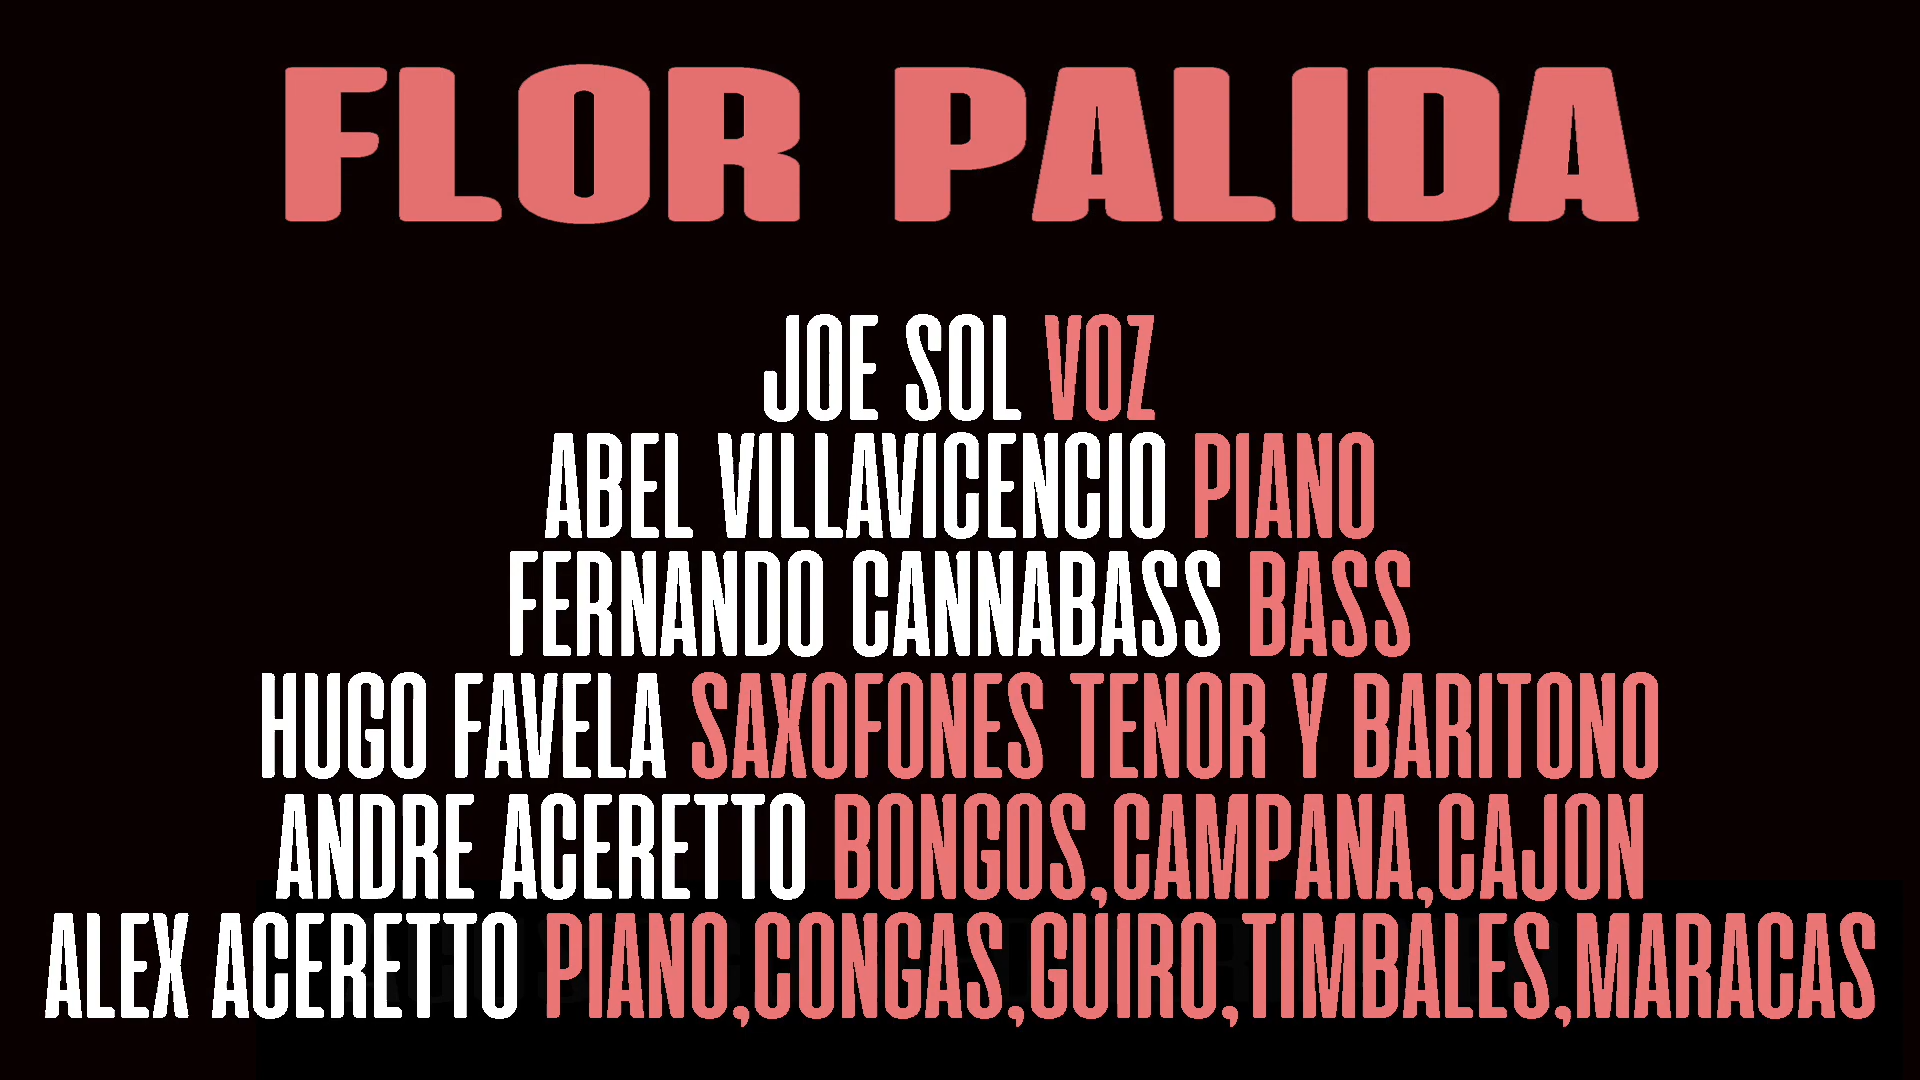 FLOR PALIDA
JOE SOL VOZ
ABEL VILLAVICENCIO PIANO
FERNANDO CANNABASS BASS
HUGO FAVELA SAXOFONES TENOR Y BARITONO
ANDRE ACERETTO BONGOS,CAMPANA,CAJON
ALEX ACERETTO PIANO,CONGAS,GUIRO,TIMBALES,MARACAS